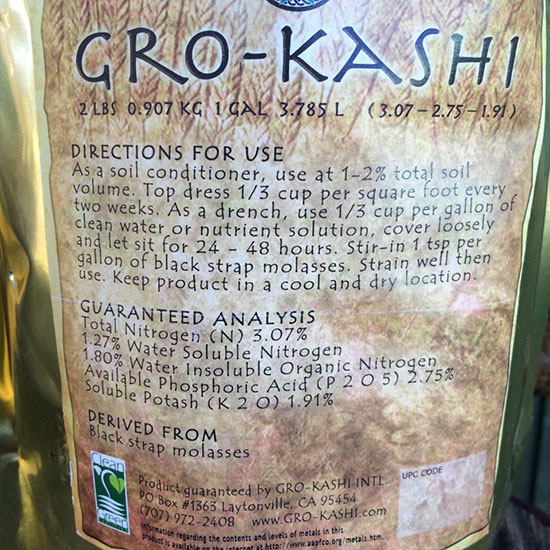 GRO-KASHI
2 LBS 0.907 KG 1 GAL 3.785 L (3.07 – 2.75 – 1.91)
DIRECTIONS FOR USE
As a soil conditioner, use at 1-2% total soil
volume. Top dress 1/3 cup per square foot every
two weeks. As a drench, use 1/3 cup per gallon of
clean water or nutrient solution, cover loosely
and let sit for 24 - 48 hours. Stir-in 1 tsp per
gallon of black strap molasses. Strain well then
use. Keep product in a cool and dry location.
GUARANTEED ANALYSIS
Total Nitrogen (N) 3.07%
1.27% Water Soluble Nitrogen
1.80% Water Insoluble Organic Nitrogen
Available Phosphoric Acid (P 2 O 5) 2.75%
Soluble Potash (K 2 O) 1.91%
DERIVED FROM
Black strap molasses
Clean
Green
Product guaranteed by GRO-KASHI INTL.
PO Box #1365 Laytonville, CA 95454
(707) 972-2408 www.GRO-KASHI.com
UPC CODE
Information regarding the contents and levels of metals in this
product is available on the internet at http://www.aapfco.org/metals.htm.